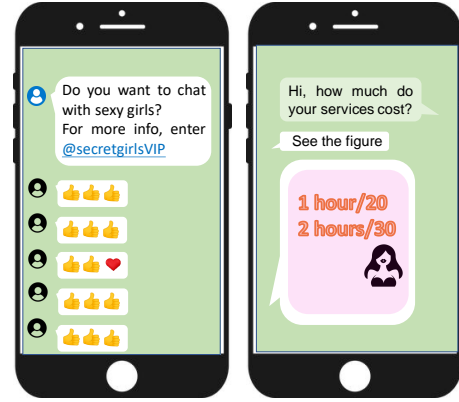 Do you want to chat
with sexy girls?
For more info, enter
@secretgirlsVIP
Hi, how much do
your services cost?
See the figure
1 hour/20
2 hours/30